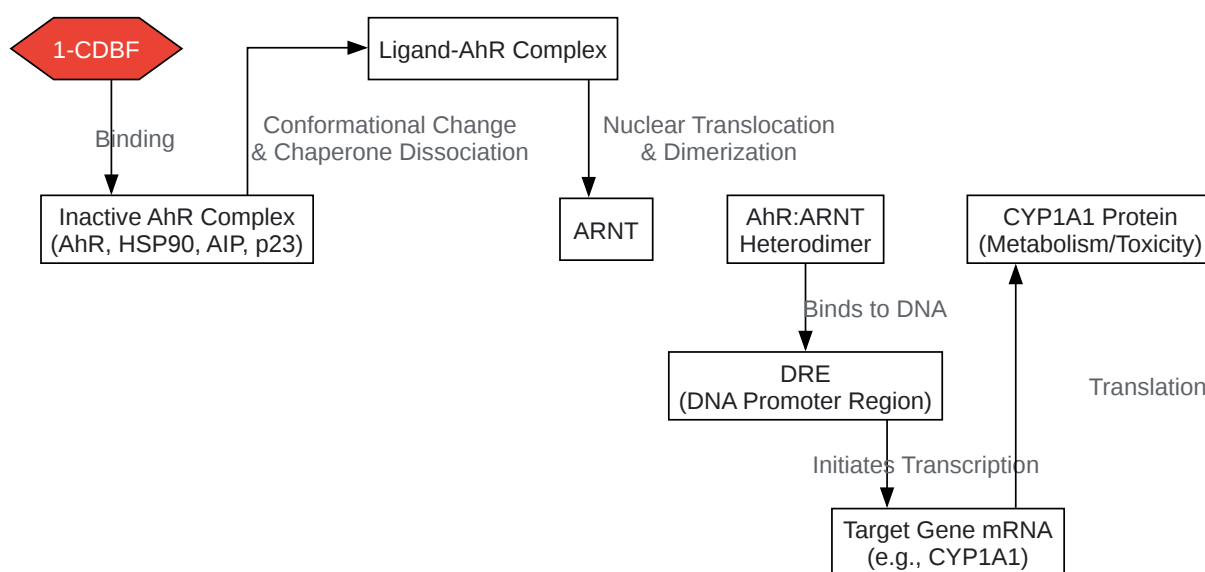 1-CDBF
Ligand-AhR Complex
Binding
Conformational Change
& Chaperone Dissociation
Nuclear Translocation
& Dimerization
Inactive AhR Complex
(AhR, HSP90, AIP, p23)
ARNT
AhR:ARNT
Heterodimer
CYP1A1 Protein
(Metabolism/Toxicity)
Binds to DNA
DRE
(DNA Promoter Region)
Translation
Initiates Transcription
Target Gene mRNA
(e.g., CYP1A1)